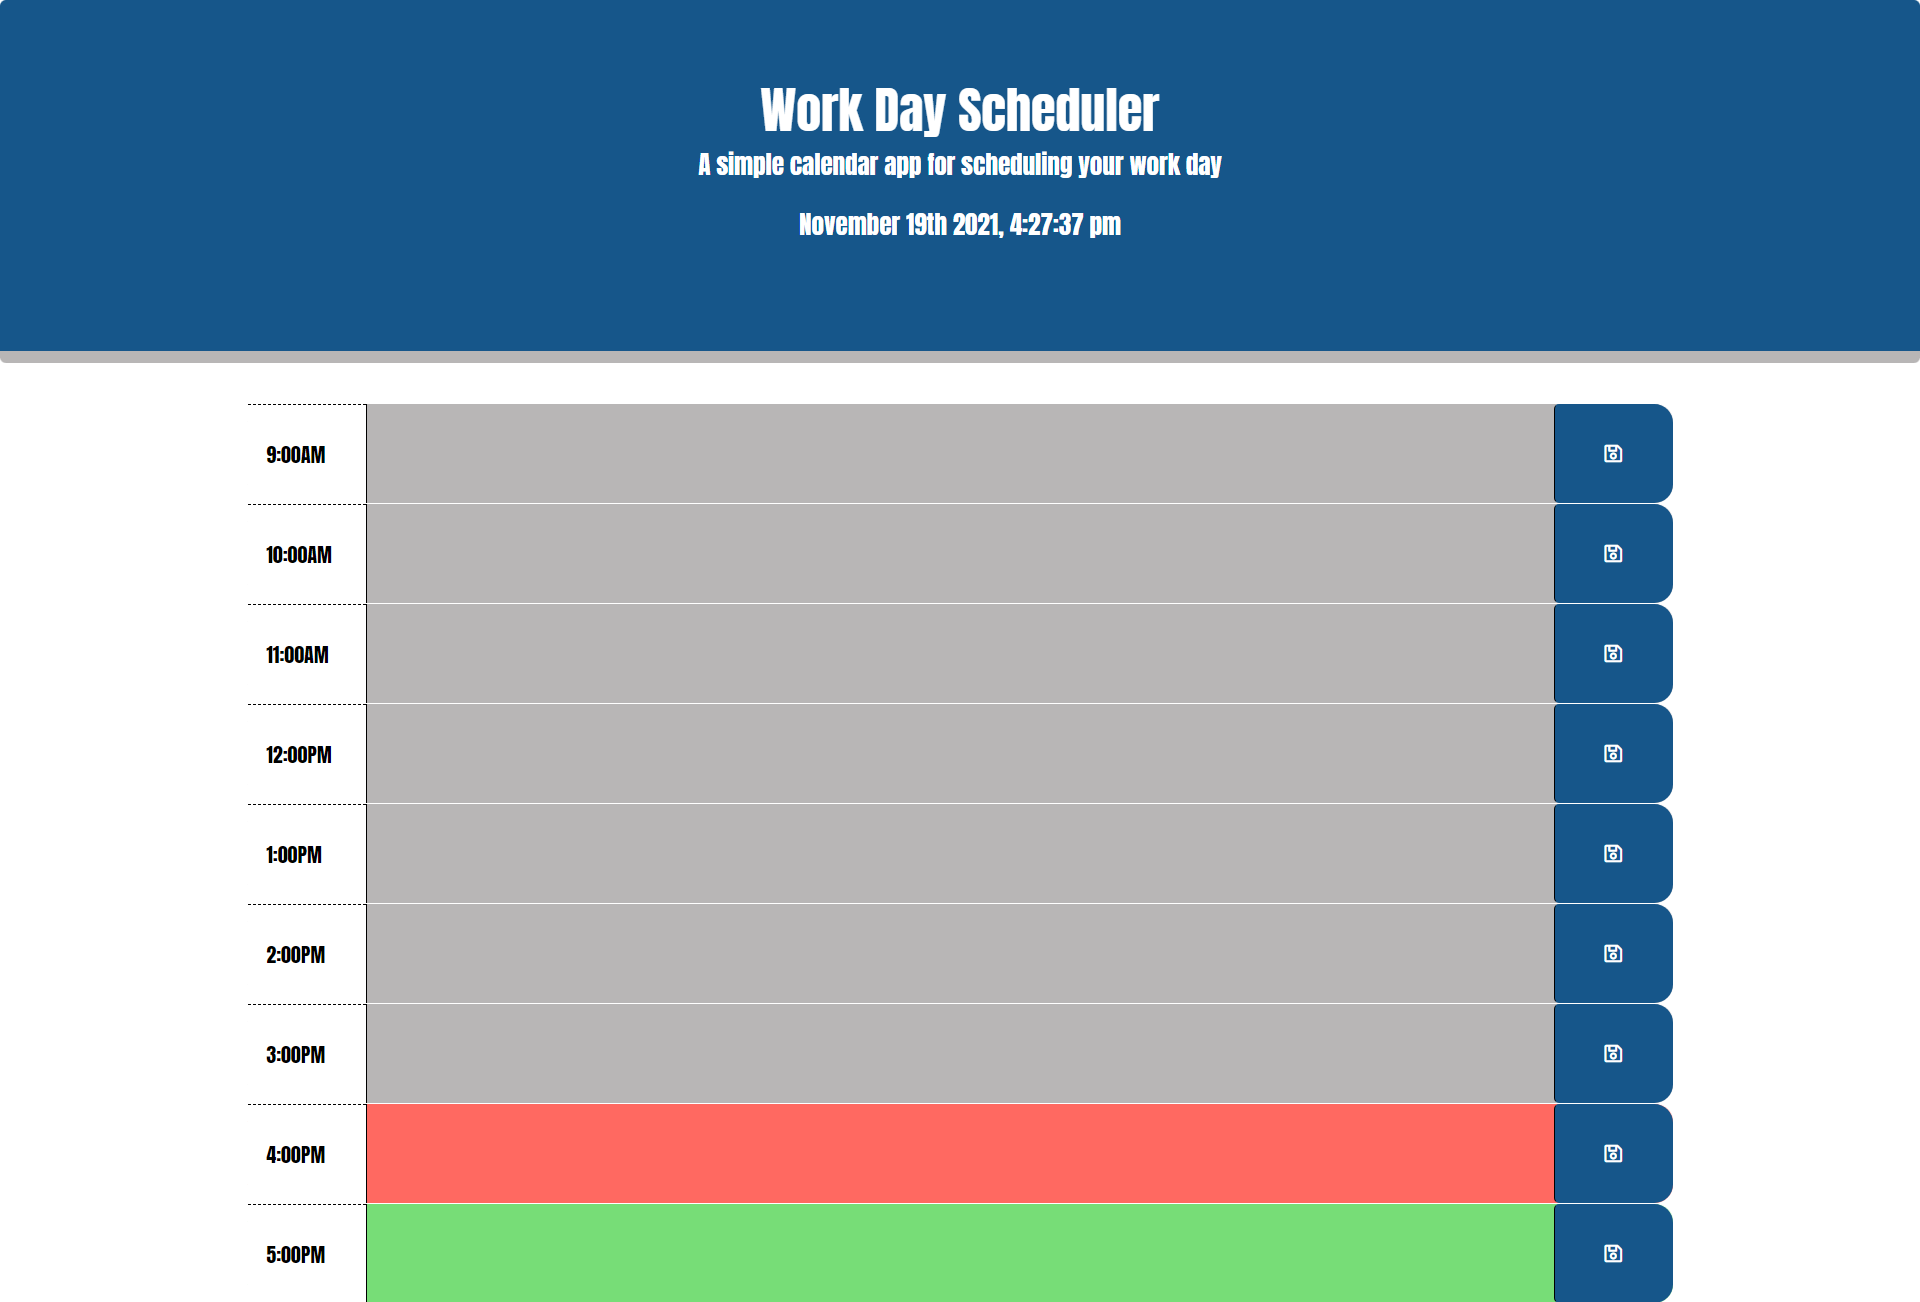 Work Day Scheduler
A simple calendar app for scheduling your work day
November 19th 2021, 4:27:37 pm
9:00AM
10:00AM
11:00AM
12:00PM
1:00PM
2:00PM
3:00PM
4:00PM
5:00PM